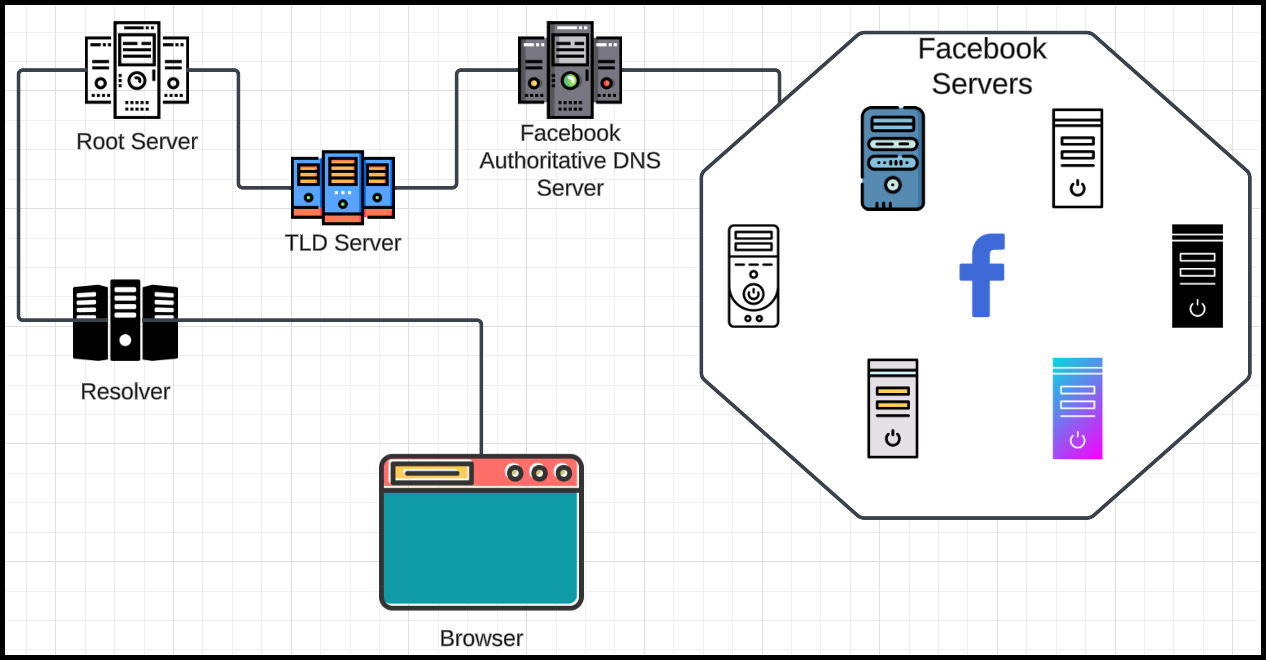 Root Server
Facebook
Authoritative DNS
Server
Facebook
Servers
TLD Server
Resolver
Browser